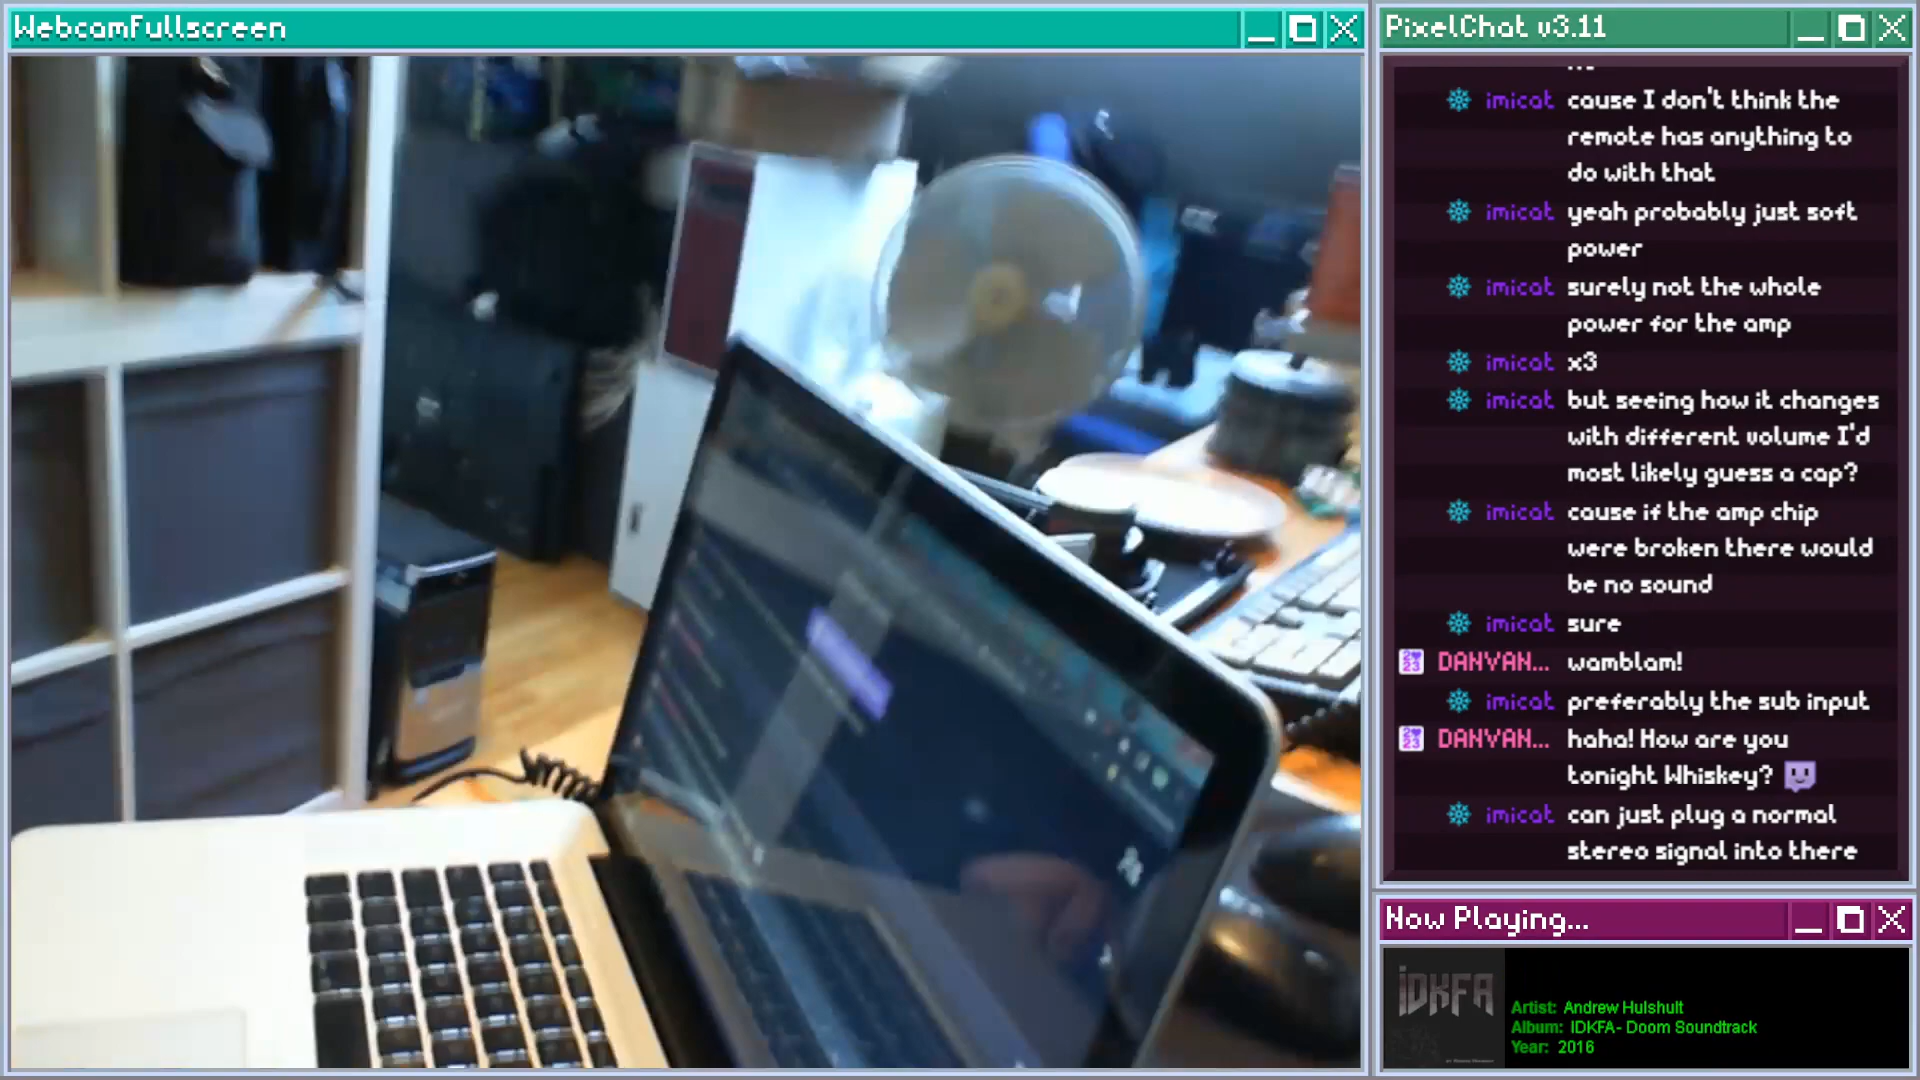 WebcamFullscreen
PixelChat v3.11
imicat cause I don't think the
remote has anything to
do with that
imicat yeah probably just soft
power
imicat surely not the whole
power for the amp
imicat x3
imicat but seeing how it changes
with different volume I'd
most likely guess a cap?
imicat cause if the amp chip
were broken there would
be no sound
imicat sure
DANVAN... wamblam!
imicat preferably the sub input
DANVAN... haha! How are you
tonight Whiskey?
imicat can just plug a normal
stereo signal into there
Now Playing...
IDKFA
Artist: Andrew Hulshult
Album: IDKFA- Doom Soundtrack
Year: 2016